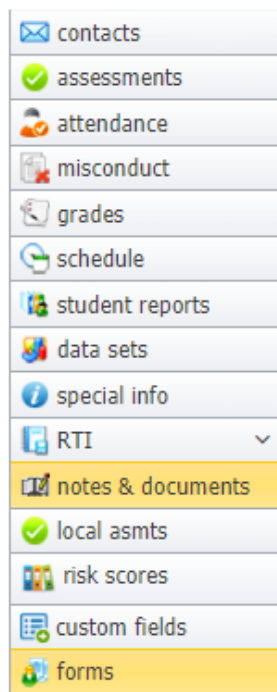 contacts
assessments
attendance
misconduct
grades
schedule
student reports
data sets
special info
RTI
notes & documents
local asmts
risk scores
custom fields
forms